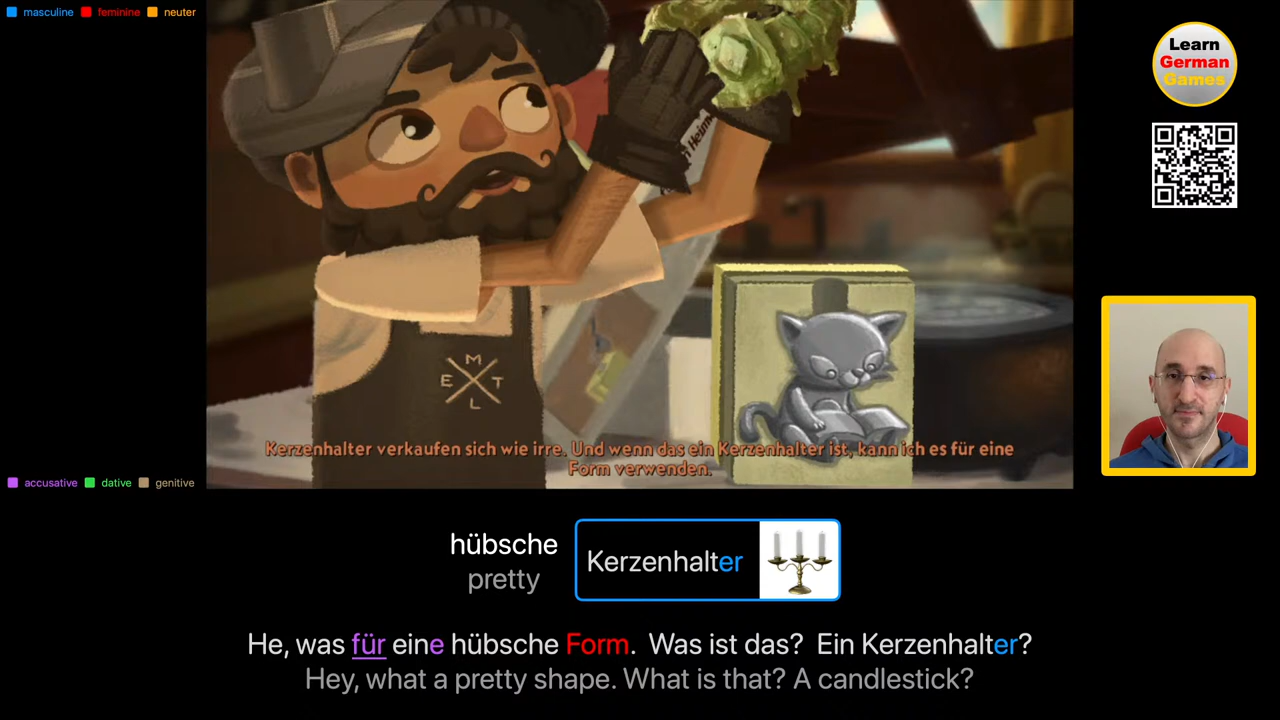 masculine feminine neuter
Learn
German
Games
M
E T
L
Kerzenhalter verkaufen sich wie irre. Und wenn das ein Kerzenhalter ist, kann ich es für eine
Form verwenden.
accusative dative genitive
hübsche
pretty
Kerzenhalter
He, was für eine hübsche Form. Was ist das? Ein Kerzenhalter?
Hey, what a pretty shape. What is that? A candlestick?